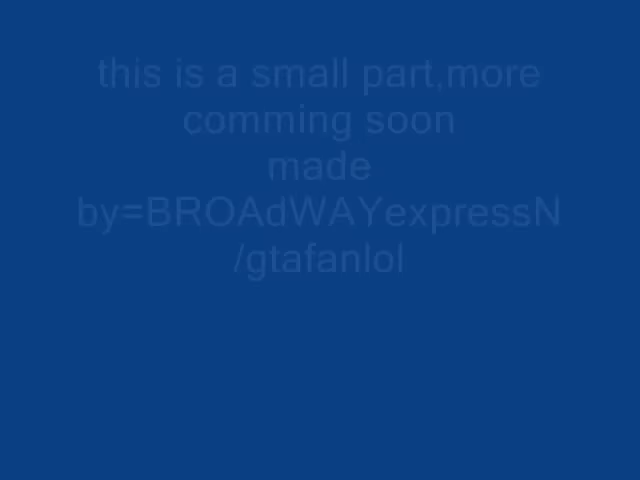 this is a small part,more
comming soon
made
by=BROAdWAYexpressN
/gtafanlol